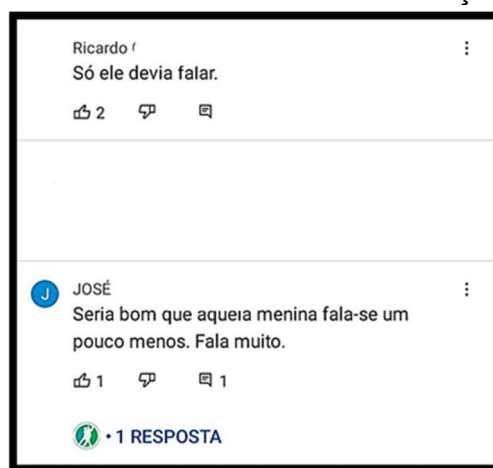 Ricardo
Só ele devia falar.
2
JOSÉ
Seria bom que aquela menina fala-se um
pouco menos. Fala muito.
1 1
• 1 RESPOSTA